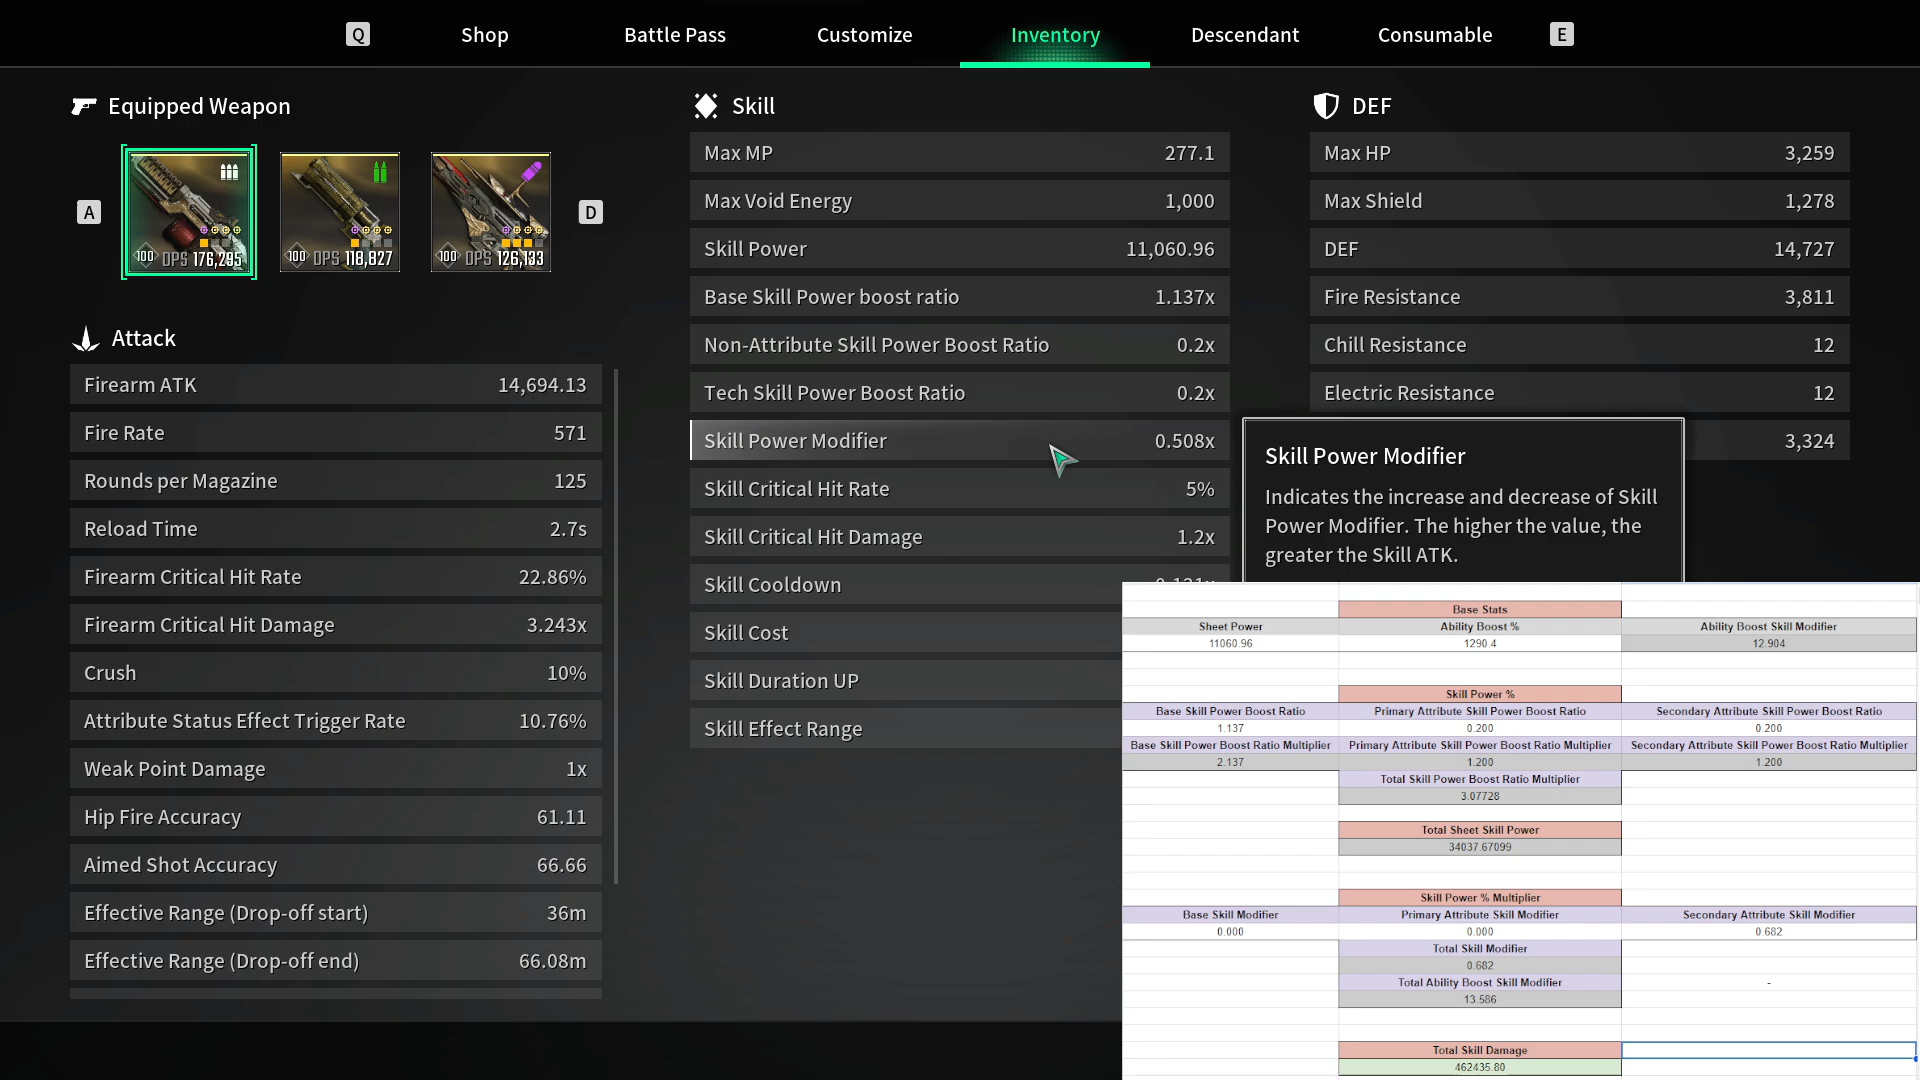 Q
Shop
Battle Pass
Customize
Inventory
Descendant
Consumable
E
Equipped Weapon
A
100 DPS 176,295
100 DPS 118,827
100 DPS 126,133
D
Attack
Firearm ATK 14,694.13
Fire Rate 571
Rounds per Magazine 125
Reload Time 2.7s
Firearm Critical Hit Rate 22.86%
Firearm Critical Hit Damage 3.243x
Crush 10%
Attribute Status Effect Trigger Rate 10.76%
Weak Point Damage 1x
Hip Fire Accuracy 61.11
Aimed Shot Accuracy 66.66
Effective Range (Drop-off start) 36m
Effective Range (Drop-off end) 66.08m
Skill
Max MP 277.1
Max Void Energy 1,000
Skill Power 11,060.96
Base Skill Power boost ratio 1.137x
Non-Attribute Skill Power Boost Ratio 0.2x
Tech Skill Power Boost Ratio 0.2x
Skill Power Modifier 0.508x
Skill Critical Hit Rate 5%
Skill Critical Hit Damage 1.2x
Skill Cooldown
Skill Cost
Skill Duration UP
Skill Effect Range
DEF
Max HP 3,259
Max Shield 1,278
DEF 14,727
Fire Resistance 3,811
Chill Resistance 12
Electric Resistance 12
3,324
Skill Power Modifier
Indicates the increase and decrease of Skill
Power Modifier. The higher the value, the
greater the Skill ATK.
Base Stats
Sheet Power Ability Boost % Ability Boost Skill Modifier
11060.96 1290.4 12.904
Skill Power %
Base Skill Power Boost Ratio Primary Attribute Skill Power Boost Ratio Secondary Attribute Skill Power Boost Ratio
1.137 0.200 0.200
Base Skill Power Boost Ratio Multiplier Primary Attribute Skill Power Boost Ratio Multiplier Secondary Attribute Skill Power Boost Ratio Multiplier
2.137 1.200 1.200
Total Skill Power Boost Ratio Multiplier
3.07728
Total Sheet Skill Power
34037.67099
Skill Power % Multiplier
Base Skill Modifier Primary Attribute Skill Modifier Secondary Attribute Skill Modifier
0.000 0.000 0.682
Total Skill Modifier
0.682
Total Ability Boost Skill Modifier -
13.586
Total Skill Damage
462435.80